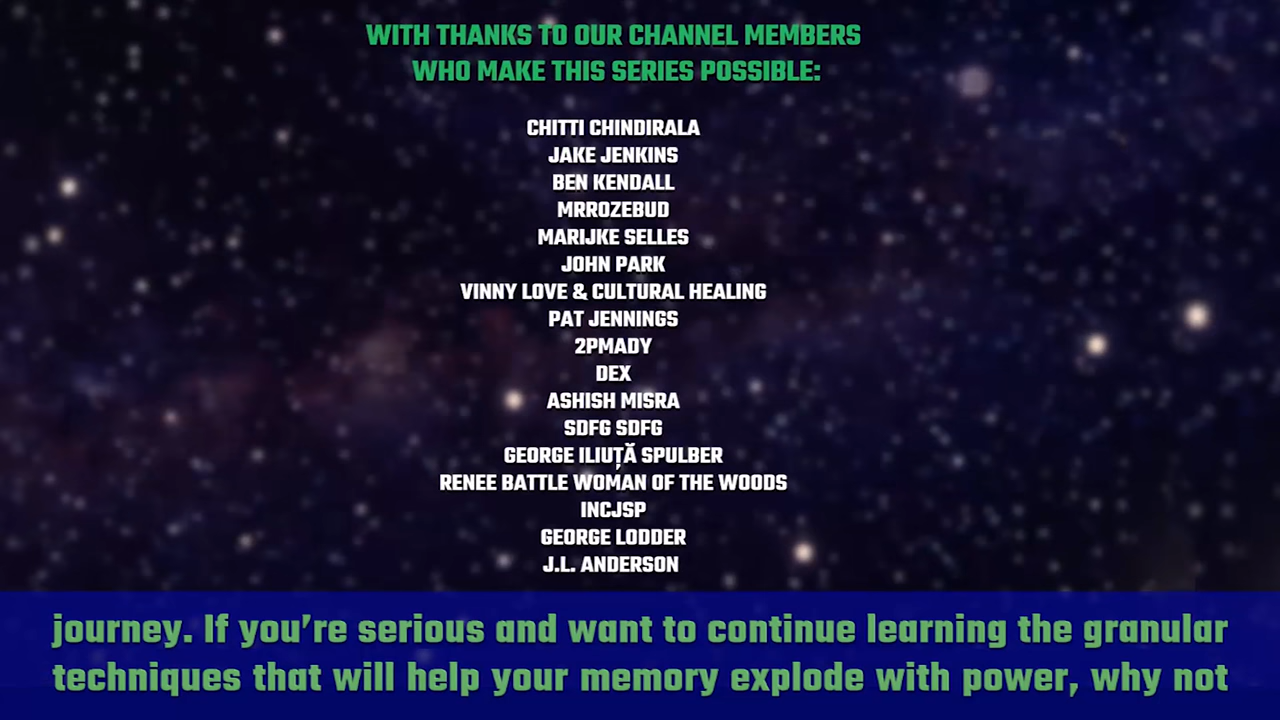 WITH THANKS TO OUR CHANNEL MEMBERS
WHO MAKE THIS SERIES POSSIBLE:
CHITTI CHINDIRALA
JAKE JENKINS
BEN KENDALL
MRROZEBUD
MARIJKE SELLES
JOHN PARK
VINNY LOVE & CULTURAL HEALING
PAT JENNINGS
2PMADY
DEX
ASHISH MISRA
SDFG SDFG
GEORGE ILIUȚĂ SPULBER
RENEE BATTLE WOMAN OF THE WOODS
INCJSP
GEORGE LODDER
J.L. ANDERSON
journey. If you’re serious and want to continue learning the granular
techniques that will help your memory explode with power, why not